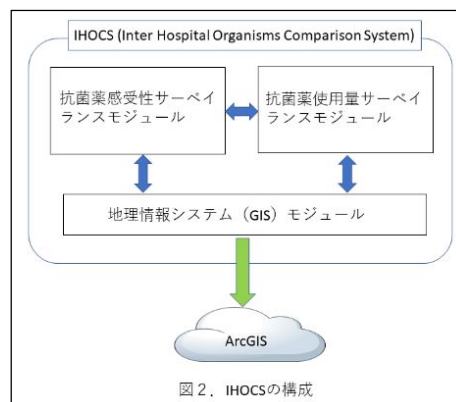 IHOCS (Inter Hospital Organisms Comparison System)
抗菌薬感受性サーベイ
ランスモジュール
抗菌薬使用量サーベイ
ランスモジュール
地理情報システム（GIS）モジュール
ArcGIS
図２．IHOCSの構成